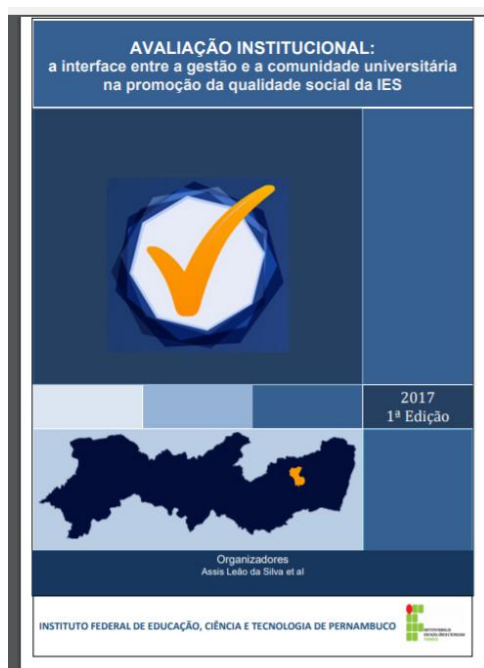 AVALIAÇÃO INSTITUCIONAL:
a interface entre a gestão e a comunidade universitária
na promoção da qualidade social da IES
2017
1ª Edição
Organizadores
Assis Leão da Silva et al
INSTITUTO FEDERAL DE EDUCAÇÃO, CIÊNCIA E TECNOLOGIA DE PERNAMBUCO